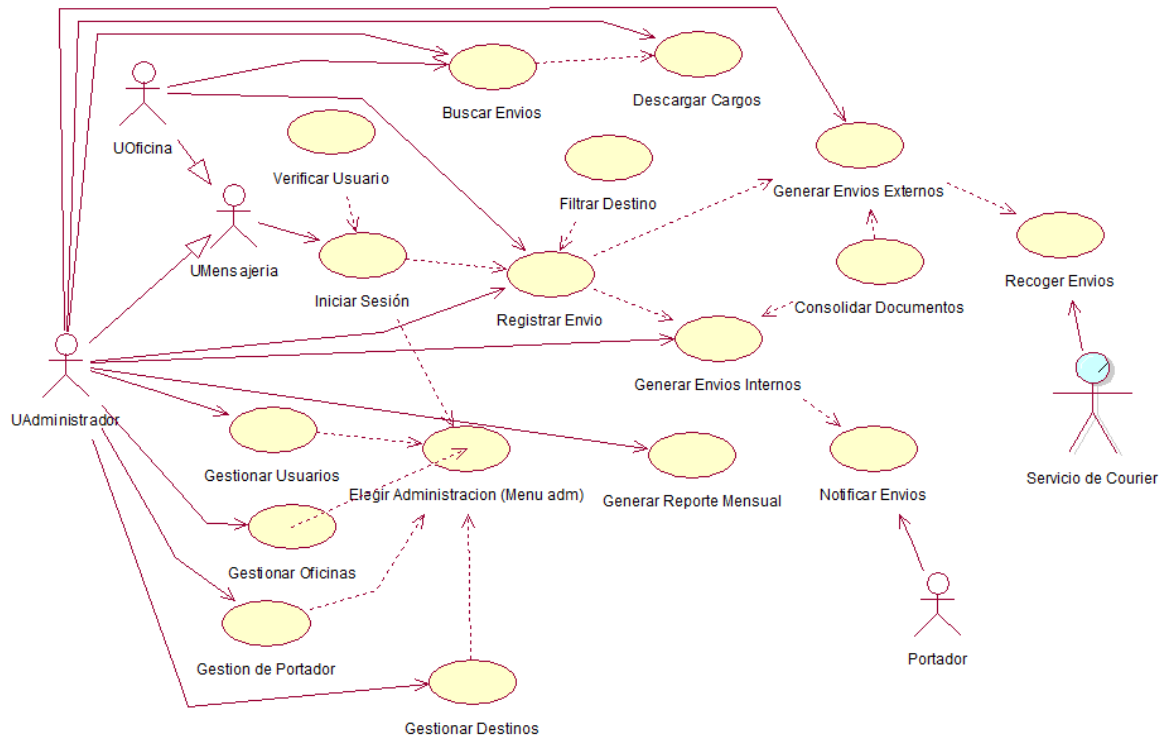 Descargar Cargos
Buscar Envios
UOficina
Verificar Usuario
Generar Envios Externos
Filtrar Destino
UMensajeria
Recoger Envios
Iniciar Sesión
Consolidar Documentos
Registrar Envio
Generar Envios Internos
UAdministrador
Gestionar Usuarios
Servicio de Courier
Elegir Administracion (Menu adm)
Generar Reporte Mensual
Notificar Envios
Gestionar Oficinas
Portador
Gestion de Portador
Gestionar Destinos